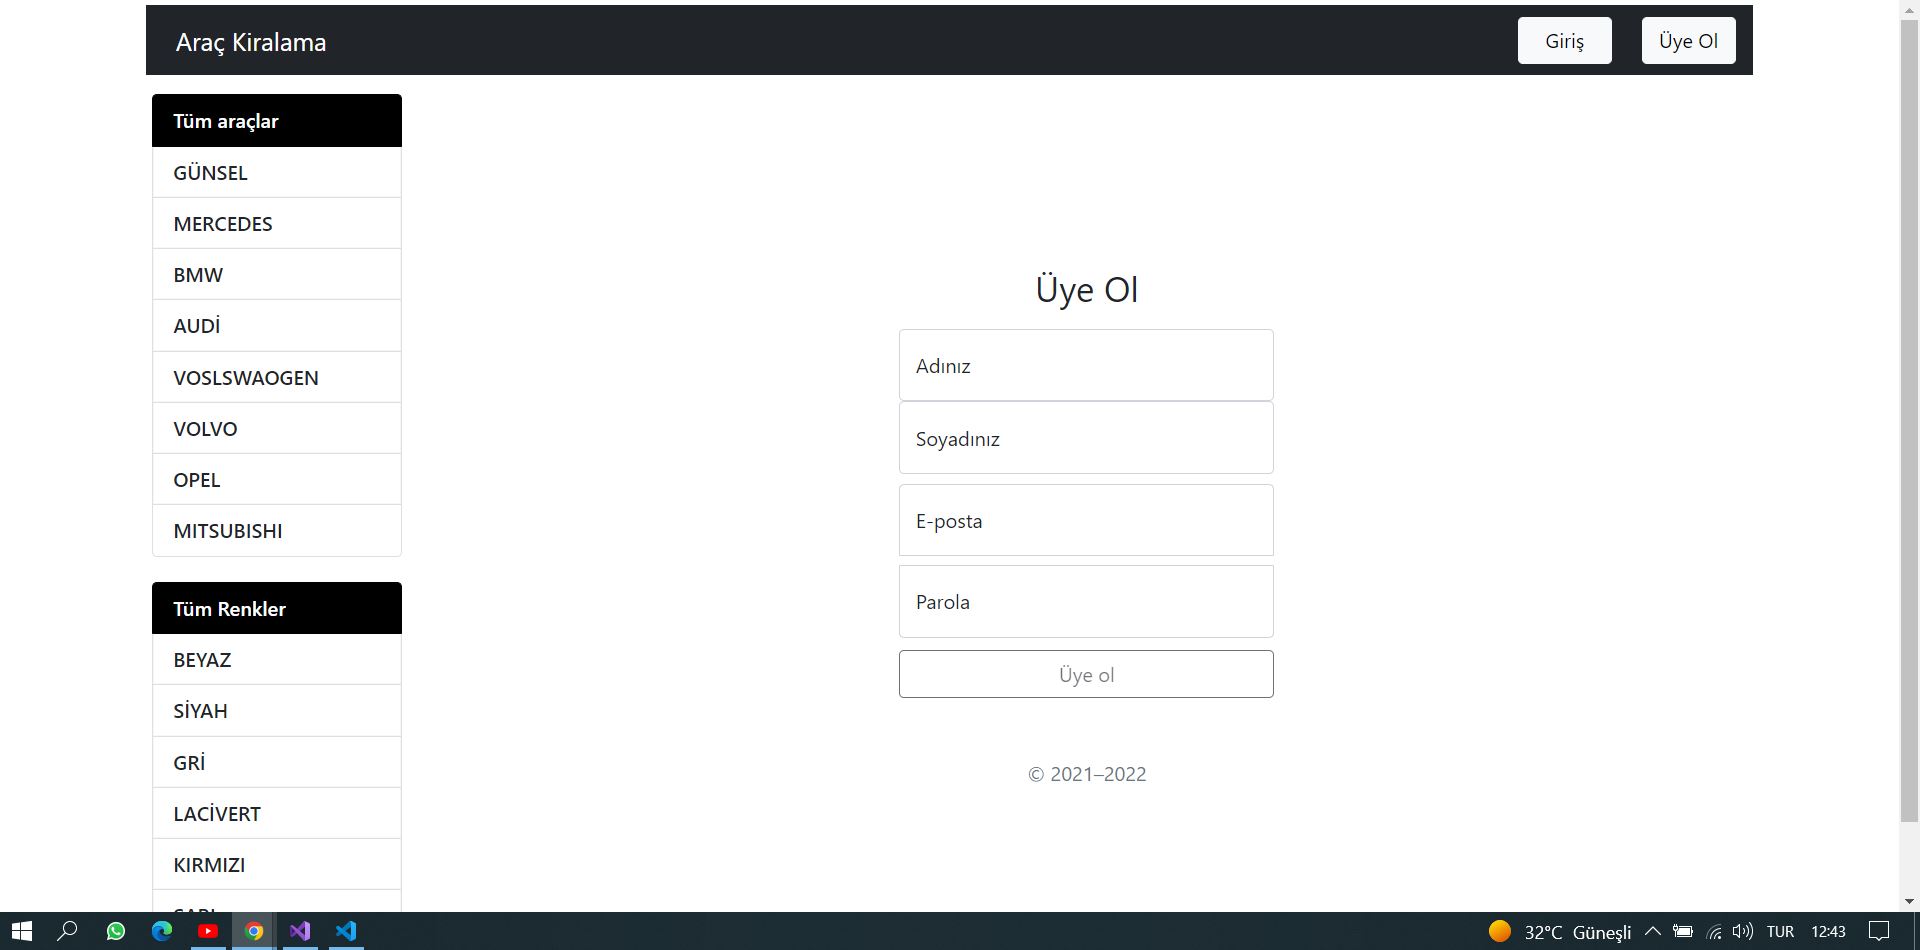 Araç Kiralama
Giriş
Üye Ol
Tüm araçlar
GÜNSEL
MERCEDES
BMW
AUDİ
VOSLSWAOGEN
VOLVO
OPEL
MITSUBISHI
Tüm Renkler
BEYAZ
SİYAH
GRİ
LACİVERT
KIRMIZI
Üye Ol
Adınız
Soyadınız
E-posta
Parola
Üye ol
© 2021–2022
32°C Güneşli
TUR
12:43